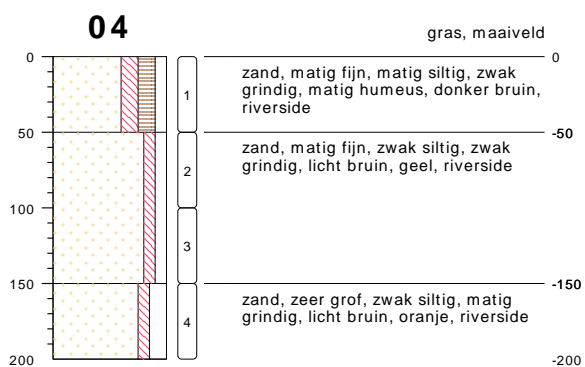 04
gras, maaiveld
0
0
zand, matig fijn, matig siltig, zwak
grindig, matig humeus, donker bruin,
riverside
1
50
-50
zand, matig fijn, zwak siltig, zwak
grindig, licht bruin, geel, riverside
2
100
3
150
-150
zand, zeer grof, zwak siltig, matig
grindig, licht bruin, oranje, riverside
4
200
-200